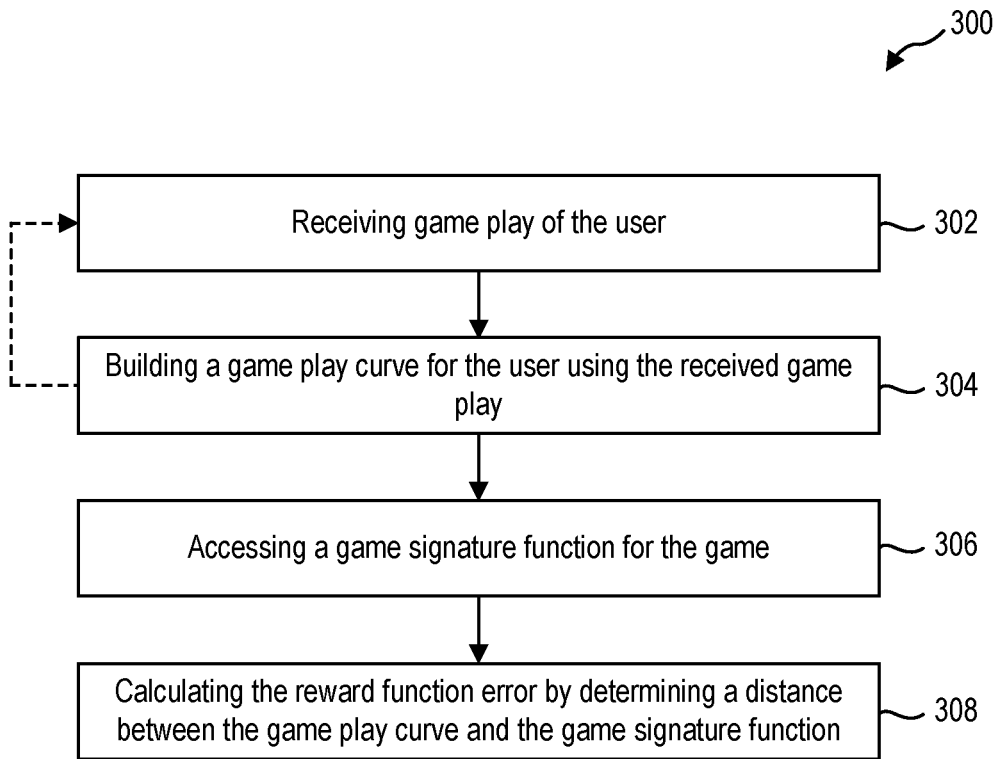 300
Receiving game play of the user
302
Building a game play curve for the user using the received game
play
304
Accessing a game signature function for the game
306
Calculating the reward function error by determining a distance
between the game play curve and the game signature function
308